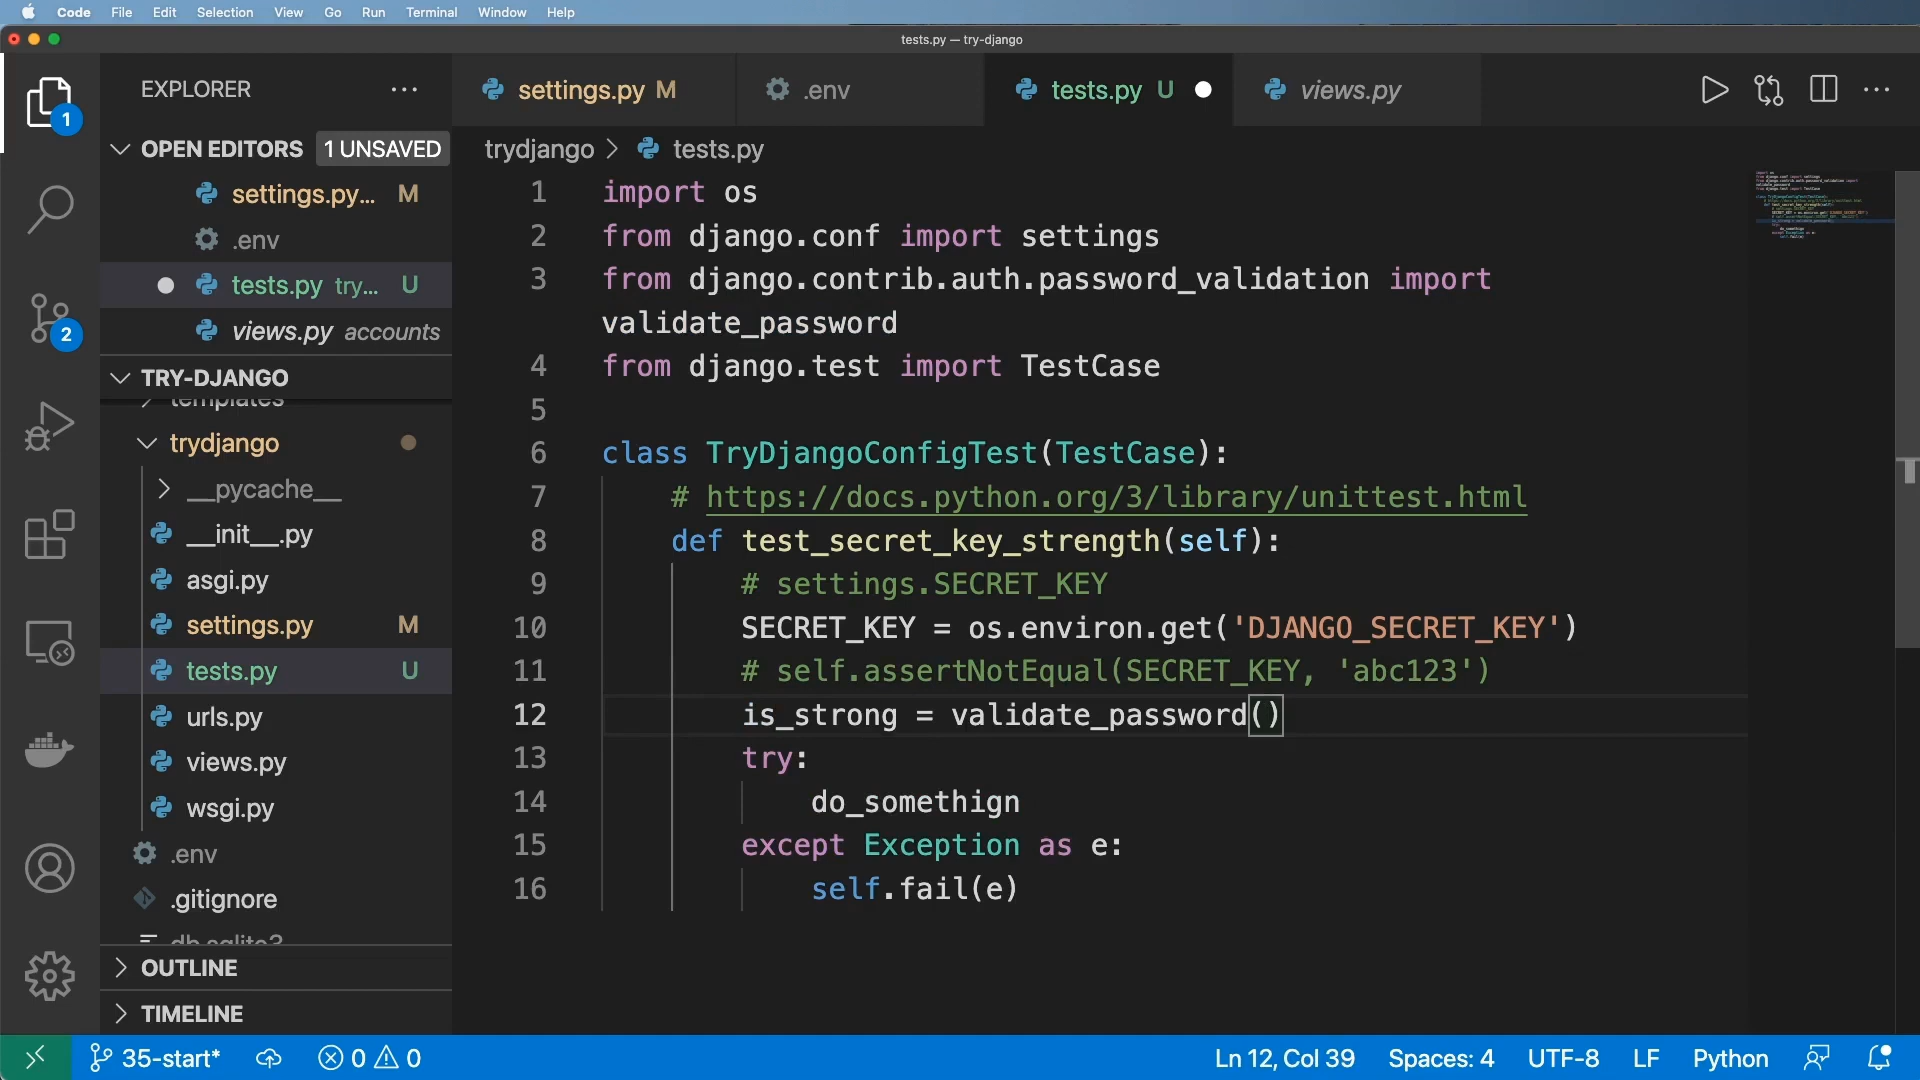 Code File Edit Selection View Go Run Terminal Window Help
tests.py — try-django
EXPLORER
settings.py M
.env
tests.py U
views.py
OPEN EDITORS 1 UNSAVED
settings.py... M
.env
tests.py try... U
views.py accounts
TRY-DJANGO
templates
trydjango
__pycache__
__init__.py
asgi.py
settings.py M
tests.py U
urls.py
views.py
wsgi.py
.env
.gitignore
db.sqlite3
OUTLINE
TIMELINE
1
2
trydjango > tests.py
1 import os
2 from django.conf import settings
3 from django.contrib.auth.password_validation import
validate_password
4 from django.test import TestCase
5
6 class TryDjangoConfigTest(TestCase):
7 # https://docs.python.org/3/library/unittest.html
8 def test_secret_key_strength(self):
9 # settings.SECRET_KEY
10 SECRET_KEY = os.environ.get('DJANGO_SECRET_KEY')
11 # self.assertNotEqual(SECRET_KEY, 'abc123')
12 is_strong = validate_password()
13 try:
14 do_somethign
15 except Exception as e:
16 self.fail(e)
35-start* 0 0 Ln 12, Col 39 Spaces: 4 UTF-8 LF Python